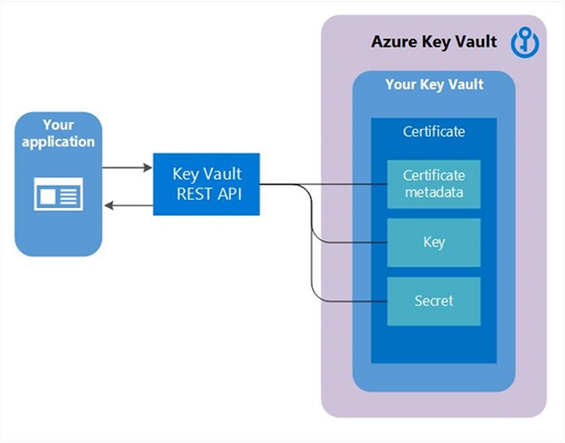 Azure Key Vault
Your Key Vault
Your
application
Certificate
Key Vault
REST API
Certificate
metadata
Key
Secret